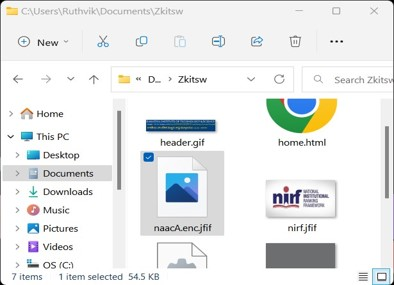 C:\Users\Ruthvik\Documents\Zkitsw
New
« D... > Zkitsw
Search Zkitsw
Home
This PC
Desktop
Documents
Downloads
Music
Pictures
Videos
OS (C:)
header.gif
home.html
naacA.enc.jfif
nirf
NATIONAL
INSTITUTIONAL
RANKING
FRAMEWORK
nirf.jfif
7 items
1 item selected 54.5 KB